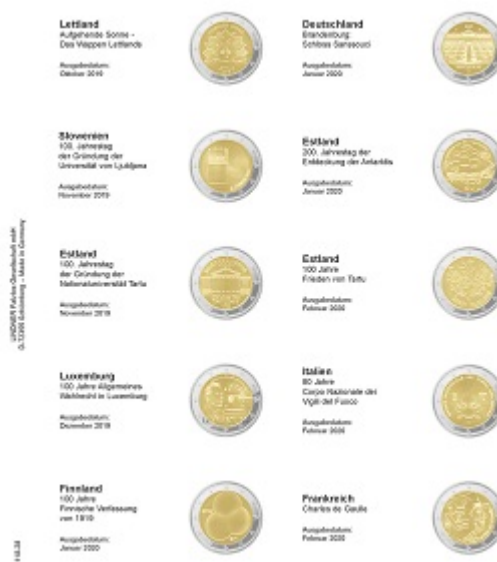 Lettland
Aufgehende Sonne -
Das Wappen Lettlands
Ausgabedatum:
Oktober 2019
Slowenien
100. Jahrestag
der Gründung der
Universität von Ljubljana
Ausgabedatum:
November 2019
Estland
100. Jahrestag
der Gründung der
Nationaluniversität Tartu
Ausgabedatum:
November 2019
Luxemburg
100 Jahre Allgemeines
Wahlrecht in Luxemburg
Ausgabedatum:
Dezember 2019
Finnland
100 Jahre
Finnische Verfassung
von 1919
Ausgabedatum:
Januar 2020
Deutschland
Brandenburg:
Schloss Sanssouci
Ausgabedatum:
Januar 2020
Estland
200. Jahrestag der
Entdeckung der Antarktis
Ausgabedatum:
Januar 2020
Estland
100 Jahre
Frieden von Tartu
Ausgabedatum:
Februar 2020
Italien
80 Jahre
Corpo Nazionale dei
Vigili del Fuoco
Ausgabedatum:
Februar 2020
Frankreich
Charles de Gaulle
Ausgabedatum:
Februar 2020